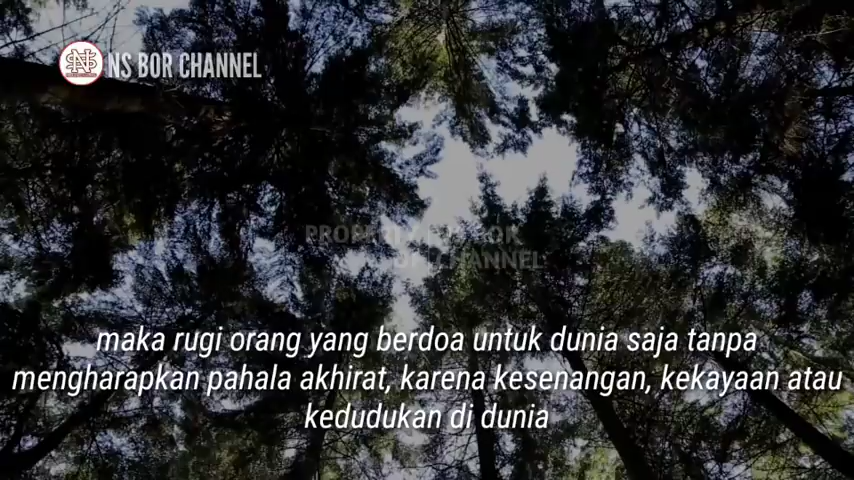 NS BOR CHANNEL
maka rugi orang yang berdoa untuk dunia saja tanpa
mengharapkan pahala akhirat, karena kesenangan, kekayaan atau
kedudukan di dunia